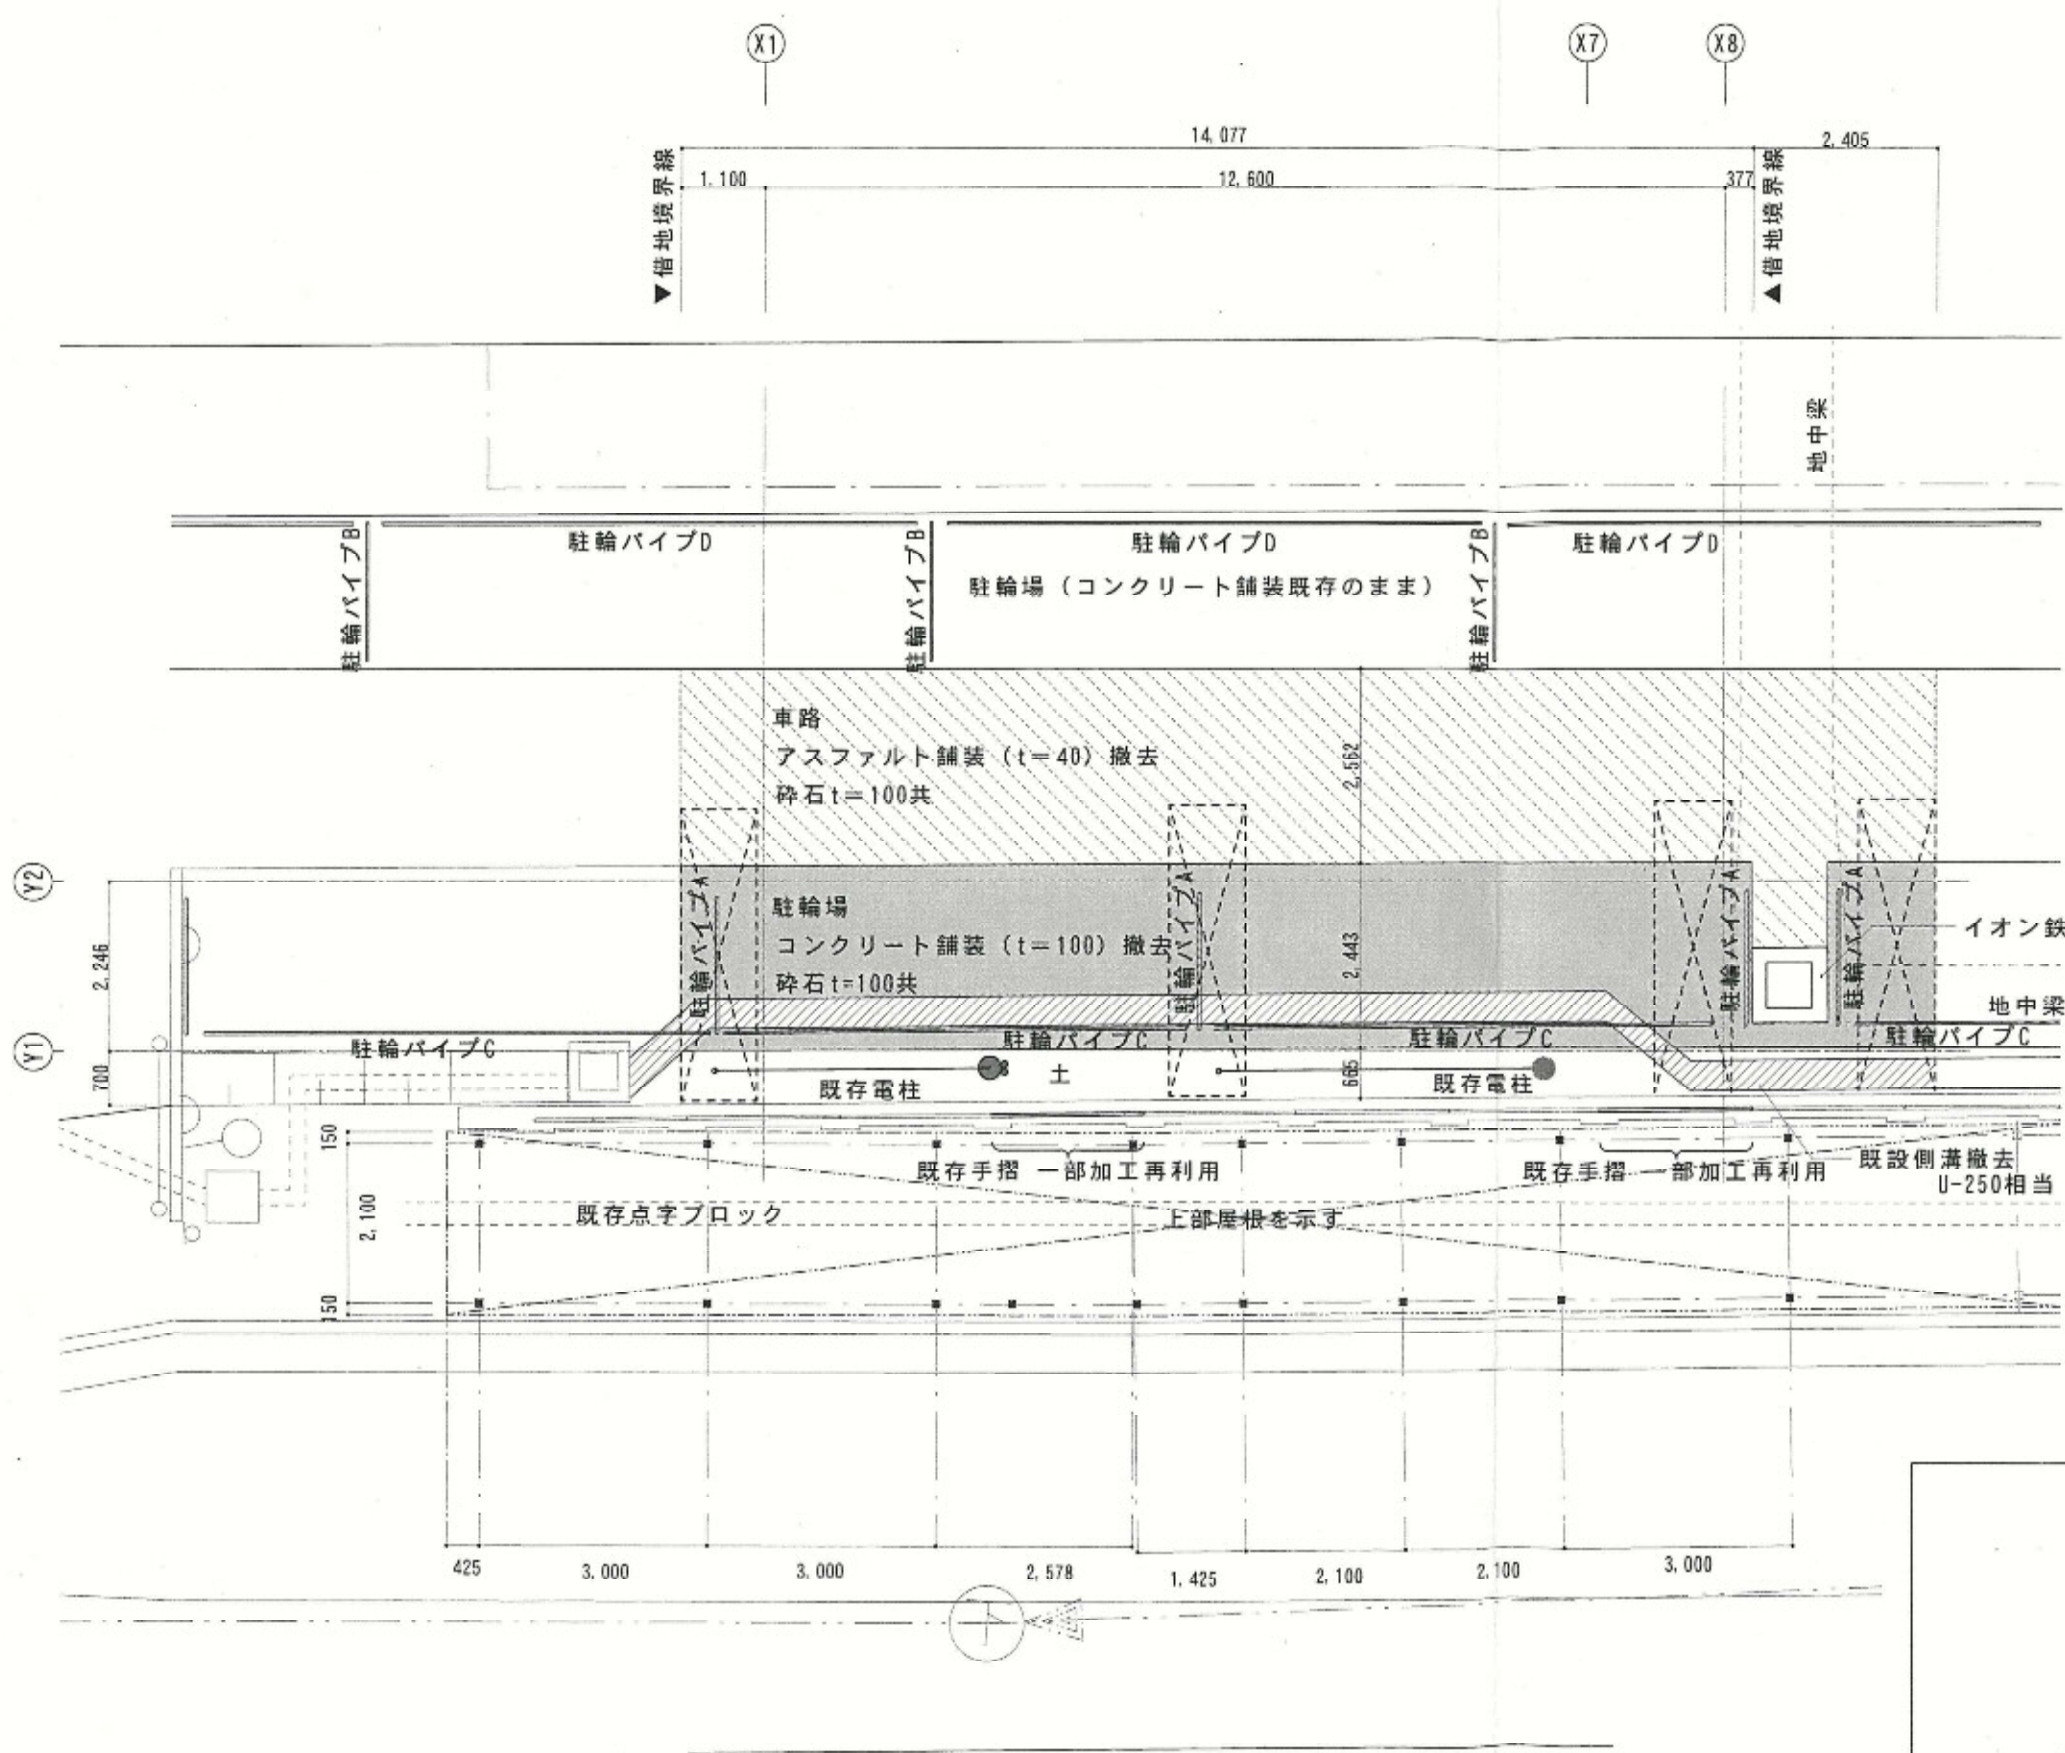 X1
X7
X8
14,077
2,405
1,100
12,600
377
▼借地境界線
▲借地境界線
地中梁
駐輪パイプD
駐輪パイプD
駐輪パイプD
駐輪パイプB
駐輪パイプB
駐輪パイプB
駐輪場（コンクリート舗装既存のまま）
車路
アスファルト舗装（t=40）撤去
砕石t=100共
2,562
Y2
駐輪パイプA
駐輪パイプA
駐輪パイプA
駐輪パイプA
駐輪場
コンクリート舗装（t=100）撤去
砕石t=100共
2,443
2,246
イオン鉄
地中梁
Y1
駐輪パイプC
駐輪パイプC
駐輪パイプC
駐輪パイプC
700
既存電柱
土
665
既存電柱
150
既存手摺 一部加工再利用
既存手摺 一部加工再利用
既設側溝撤去
U-250相当
2,100
既存点字ブロック
上部屋根を示す
150
425
3,000
3,000
2,578
1,425
2,100
2,100
3,000